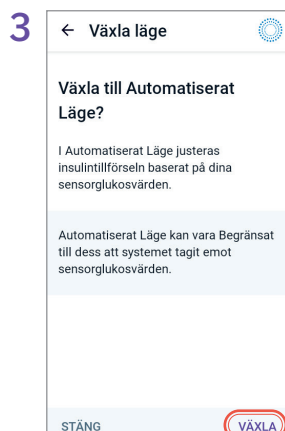 3
Växla läge
Växla till Automatiserat
Läge?
I Automatiserat Läge justeras
insulintillförseln baserat på dina
sensorglukosvärden.
Automatiserat Läge kan vara Begränsat
till dess att systemet tagit emot
sensorglukosvärden.
STÄNG
VÄXLA